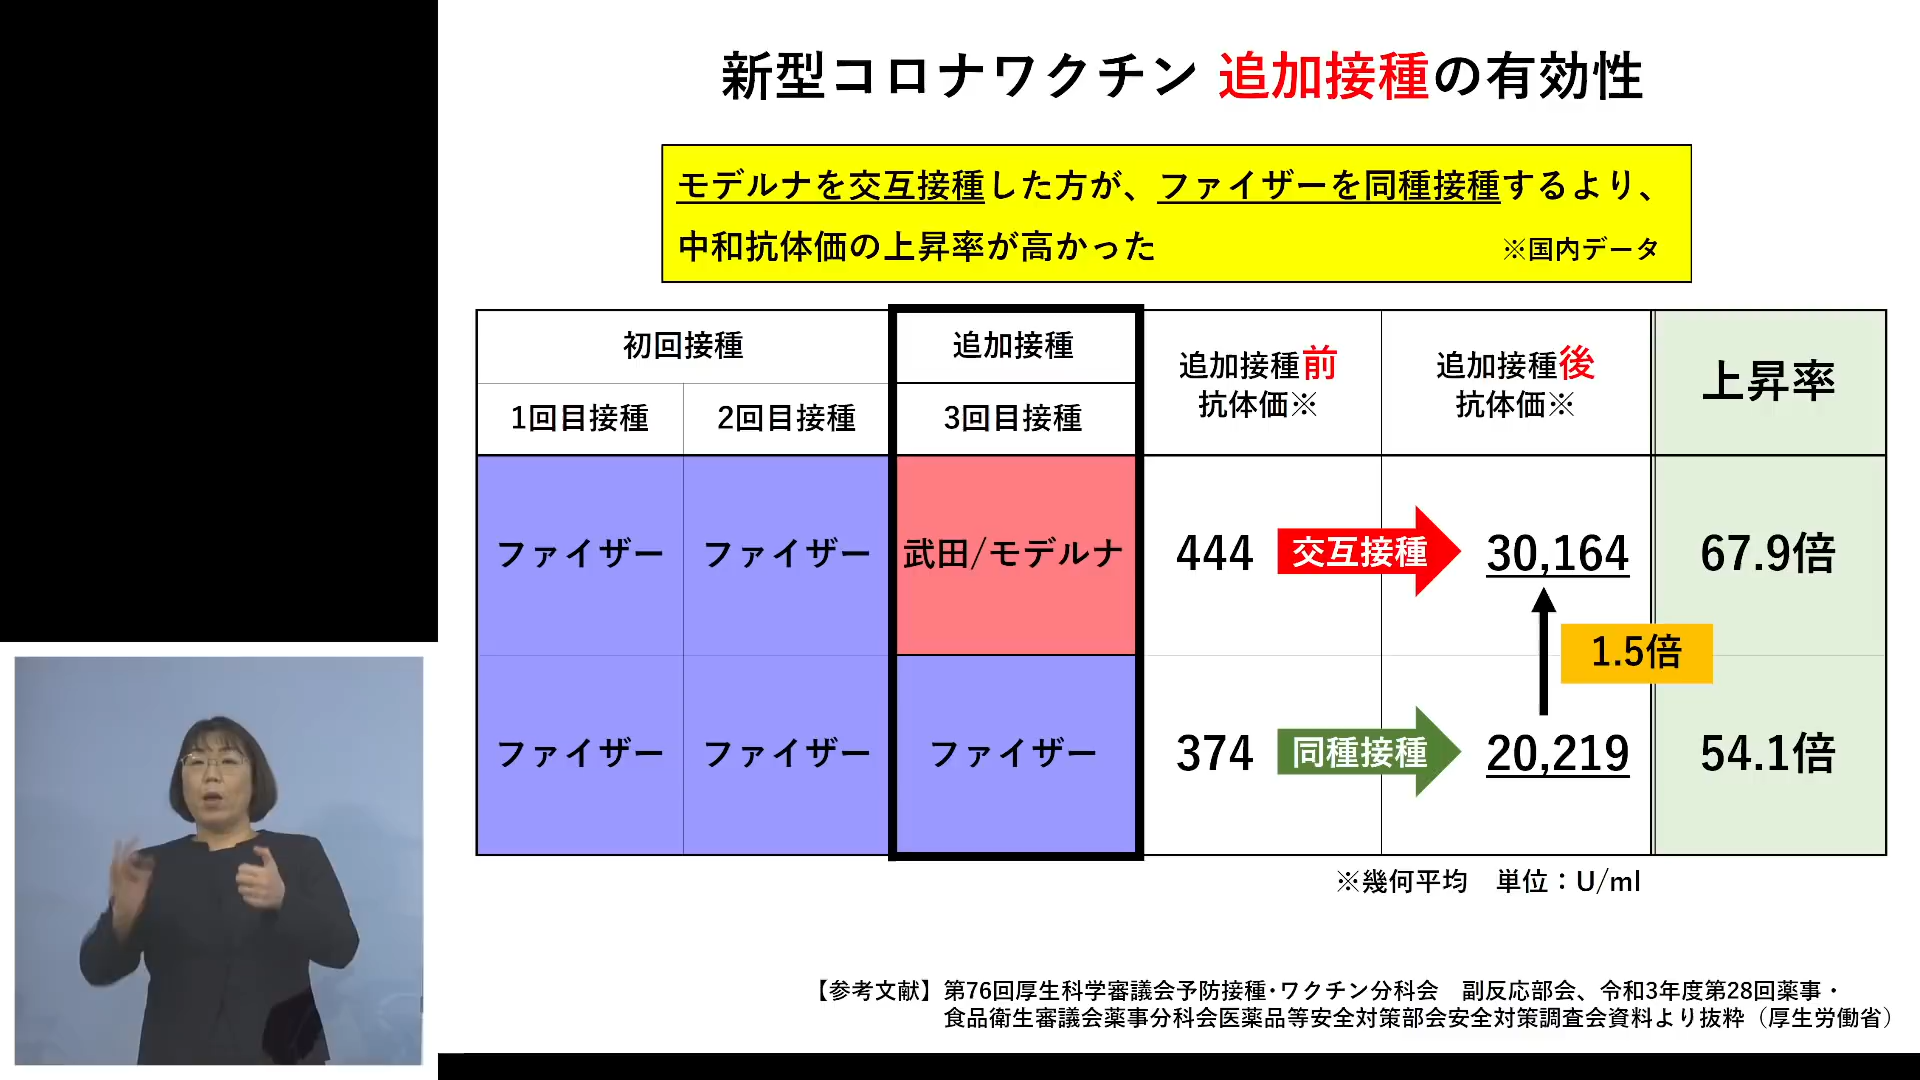 新型コロナワクチン 追加接種の有効性
モデルナを交互接種した方が、ファイザーを同種接種するより、
中和抗体価の上昇率が高かった ※国内データ
初回接種 追加接種 追加接種前 抗体価※ 追加接種後 抗体価※ 上昇率
1回目接種 2回目接種 3回目接種
ファイザー ファイザー 武田/モデルナ 444 交互接種 30,164 67.9倍
1.5倍
ファイザー ファイザー ファイザー 374 同種接種 20,219 54.1倍
※幾何平均　単位：U/ml
【参考文献】第76回厚生科学審議会予防接種･ワクチン分科会　副反応部会、令和3年度第28回薬事・
食品衛生審議会薬事分科会医薬品等安全対策部会安全対策調査会資料より抜粋（厚生労働省）